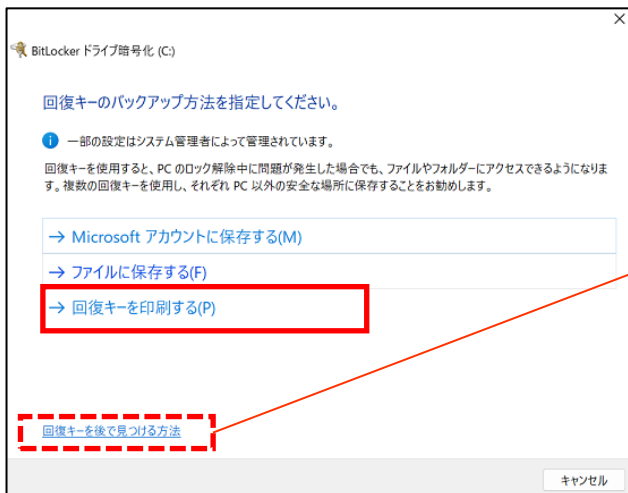 BitLocker ドライブ暗号化 (C:)
回復キーのバックアップ方法を指定してください。
一部の設定はシステム管理者によって管理されています。
回復キーを使用すると、PC のロック解除中に問題が発生した場合でも、ファイルやフォルダーにアクセスできるようになりま
す。複数の回復キーを使用し、それぞれ PC 以外の安全な場所に保存することをお勧めします。
→ Microsoft アカウントに保存する(M)
→ ファイルに保存する(F)
→ 回復キーを印刷する(P)
回復キーを後で見つける方法
キャンセル